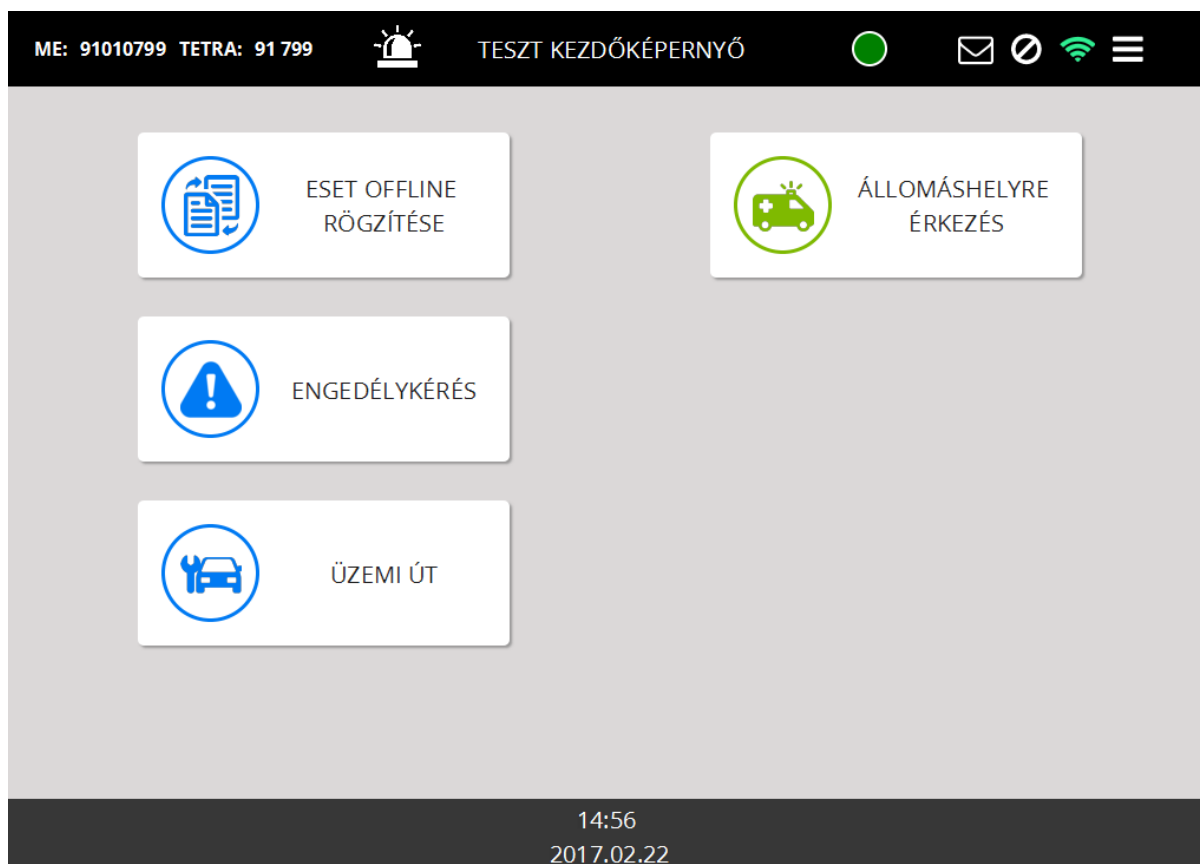 ME: 91010799 TETRA: 91 799
TESZT KEZDŐKÉPERNYŐ
ESET OFFLINE
RÖGZÍTÉSE
ÁLLOMÁSHELYRE
ÉRKEZÉS
ENGEDÉLYKÉRÉS
ÜZEMI ÚT
14:56
2017.02.22